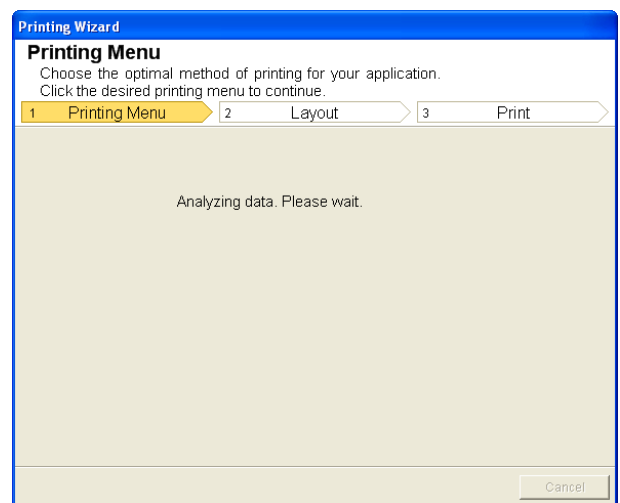 Printing Wizard
Printing Menu
Choose the optimal method of printing for your application.
Click the desired printing menu to continue.
1 Printing Menu 2 Layout 3 Print
Analyzing data. Please wait.
Cancel